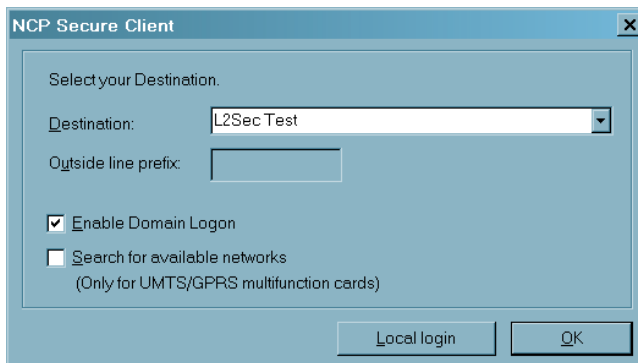 NCP Secure Client
Select your Destination.
Destination: L2Sec Test
Outside line prefix:
Enable Domain Logon
Search for available networks
(Only for UMTS/GPRS multifunction cards)
Local login OK